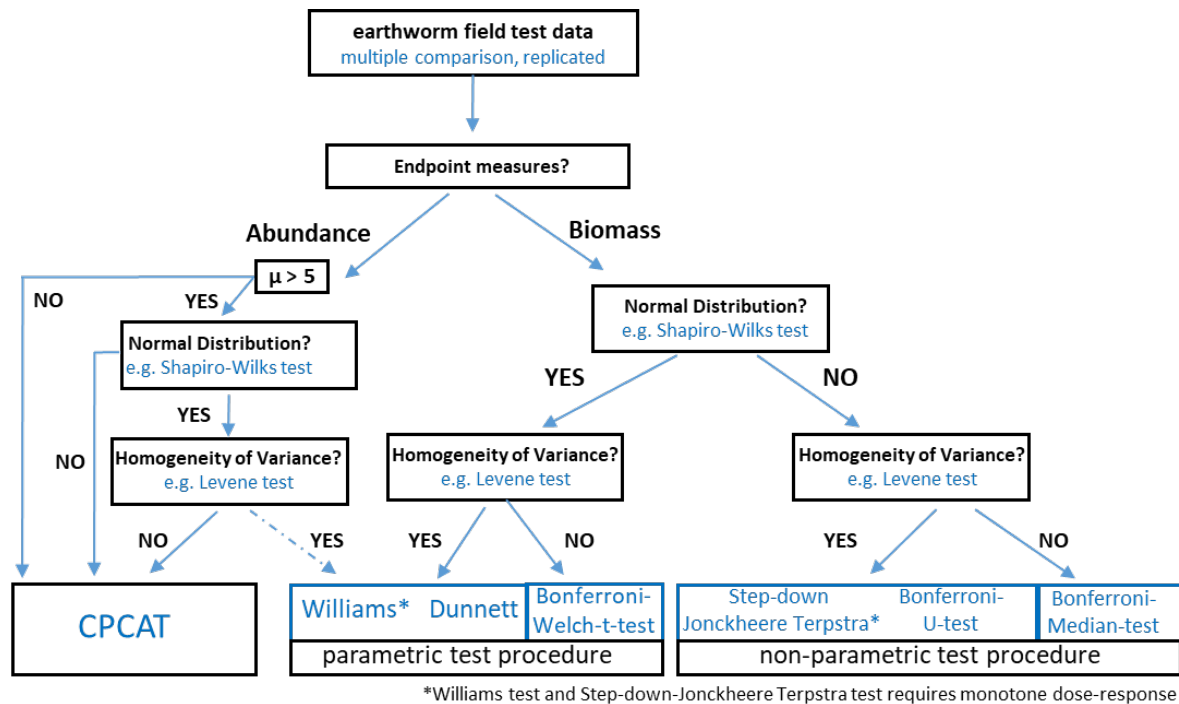 earthworm field test data
multiple comparison, replicated
Endpoint measures?
Abundance
Biomass
µ > 5
NO
YES
Normal Distribution?
e.g. Shapiro-Wilks test
Normal Distribution?
e.g. Shapiro-Wilks test
YES
NO
YES
NO
Homogeneity of Variance?
e.g. Levene test
Homogeneity of Variance?
e.g. Levene test
Homogeneity of Variance?
e.g. Levene test
NO
YES
YES
NO
YES
NO
CPCAT
Williams*
Dunnett
Bonferroni-
Welch-t-test
Step-down
Jonckheere Terpstra*
Bonferroni-
U-test
Bonferroni-
Median-test
parametric test procedure
non-parametric test procedure
*Williams test and Step-down-Jonckheere Terpstra test requires monotone dose-response